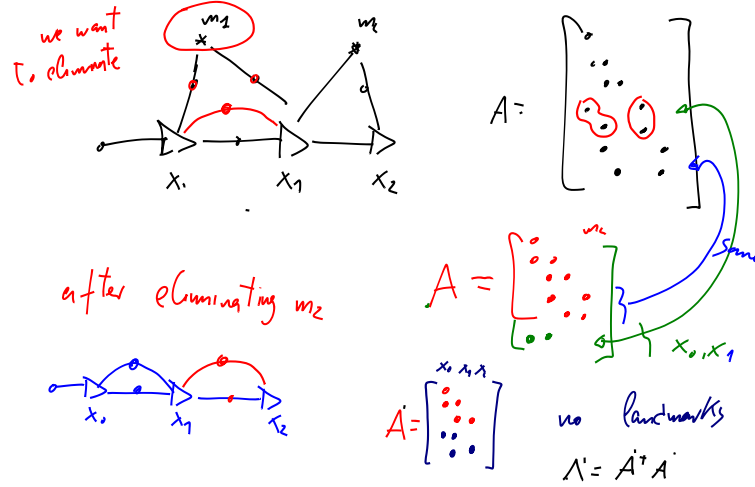 we want
To eliminate
m1
A =
x0
x1
x2
m2
A =
Same
x0, x1
after eliminating m2
x0
x1
x2
x0 x1 x2
A' =
no landmarks
Λ' = A'ᵀ A'